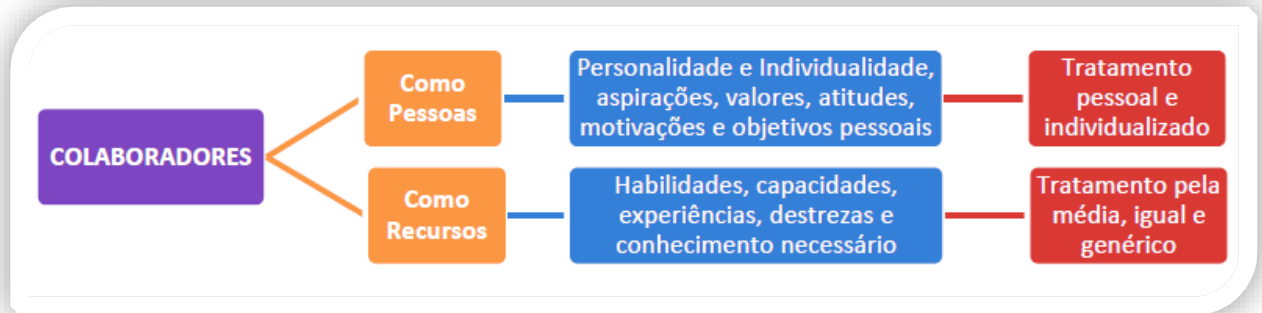 COLABORADORES
Como
Pessoas
Personalidade e Individualidade,
aspirações, valores, atitudes,
motivações e objetivos pessoais
Tratamento
pessoal e
individualizado
Como
Recursos
Habilidades, capacidades,
experiências, destrezas e
conhecimento necessário
Tratamento pela
média, igual e
genérico